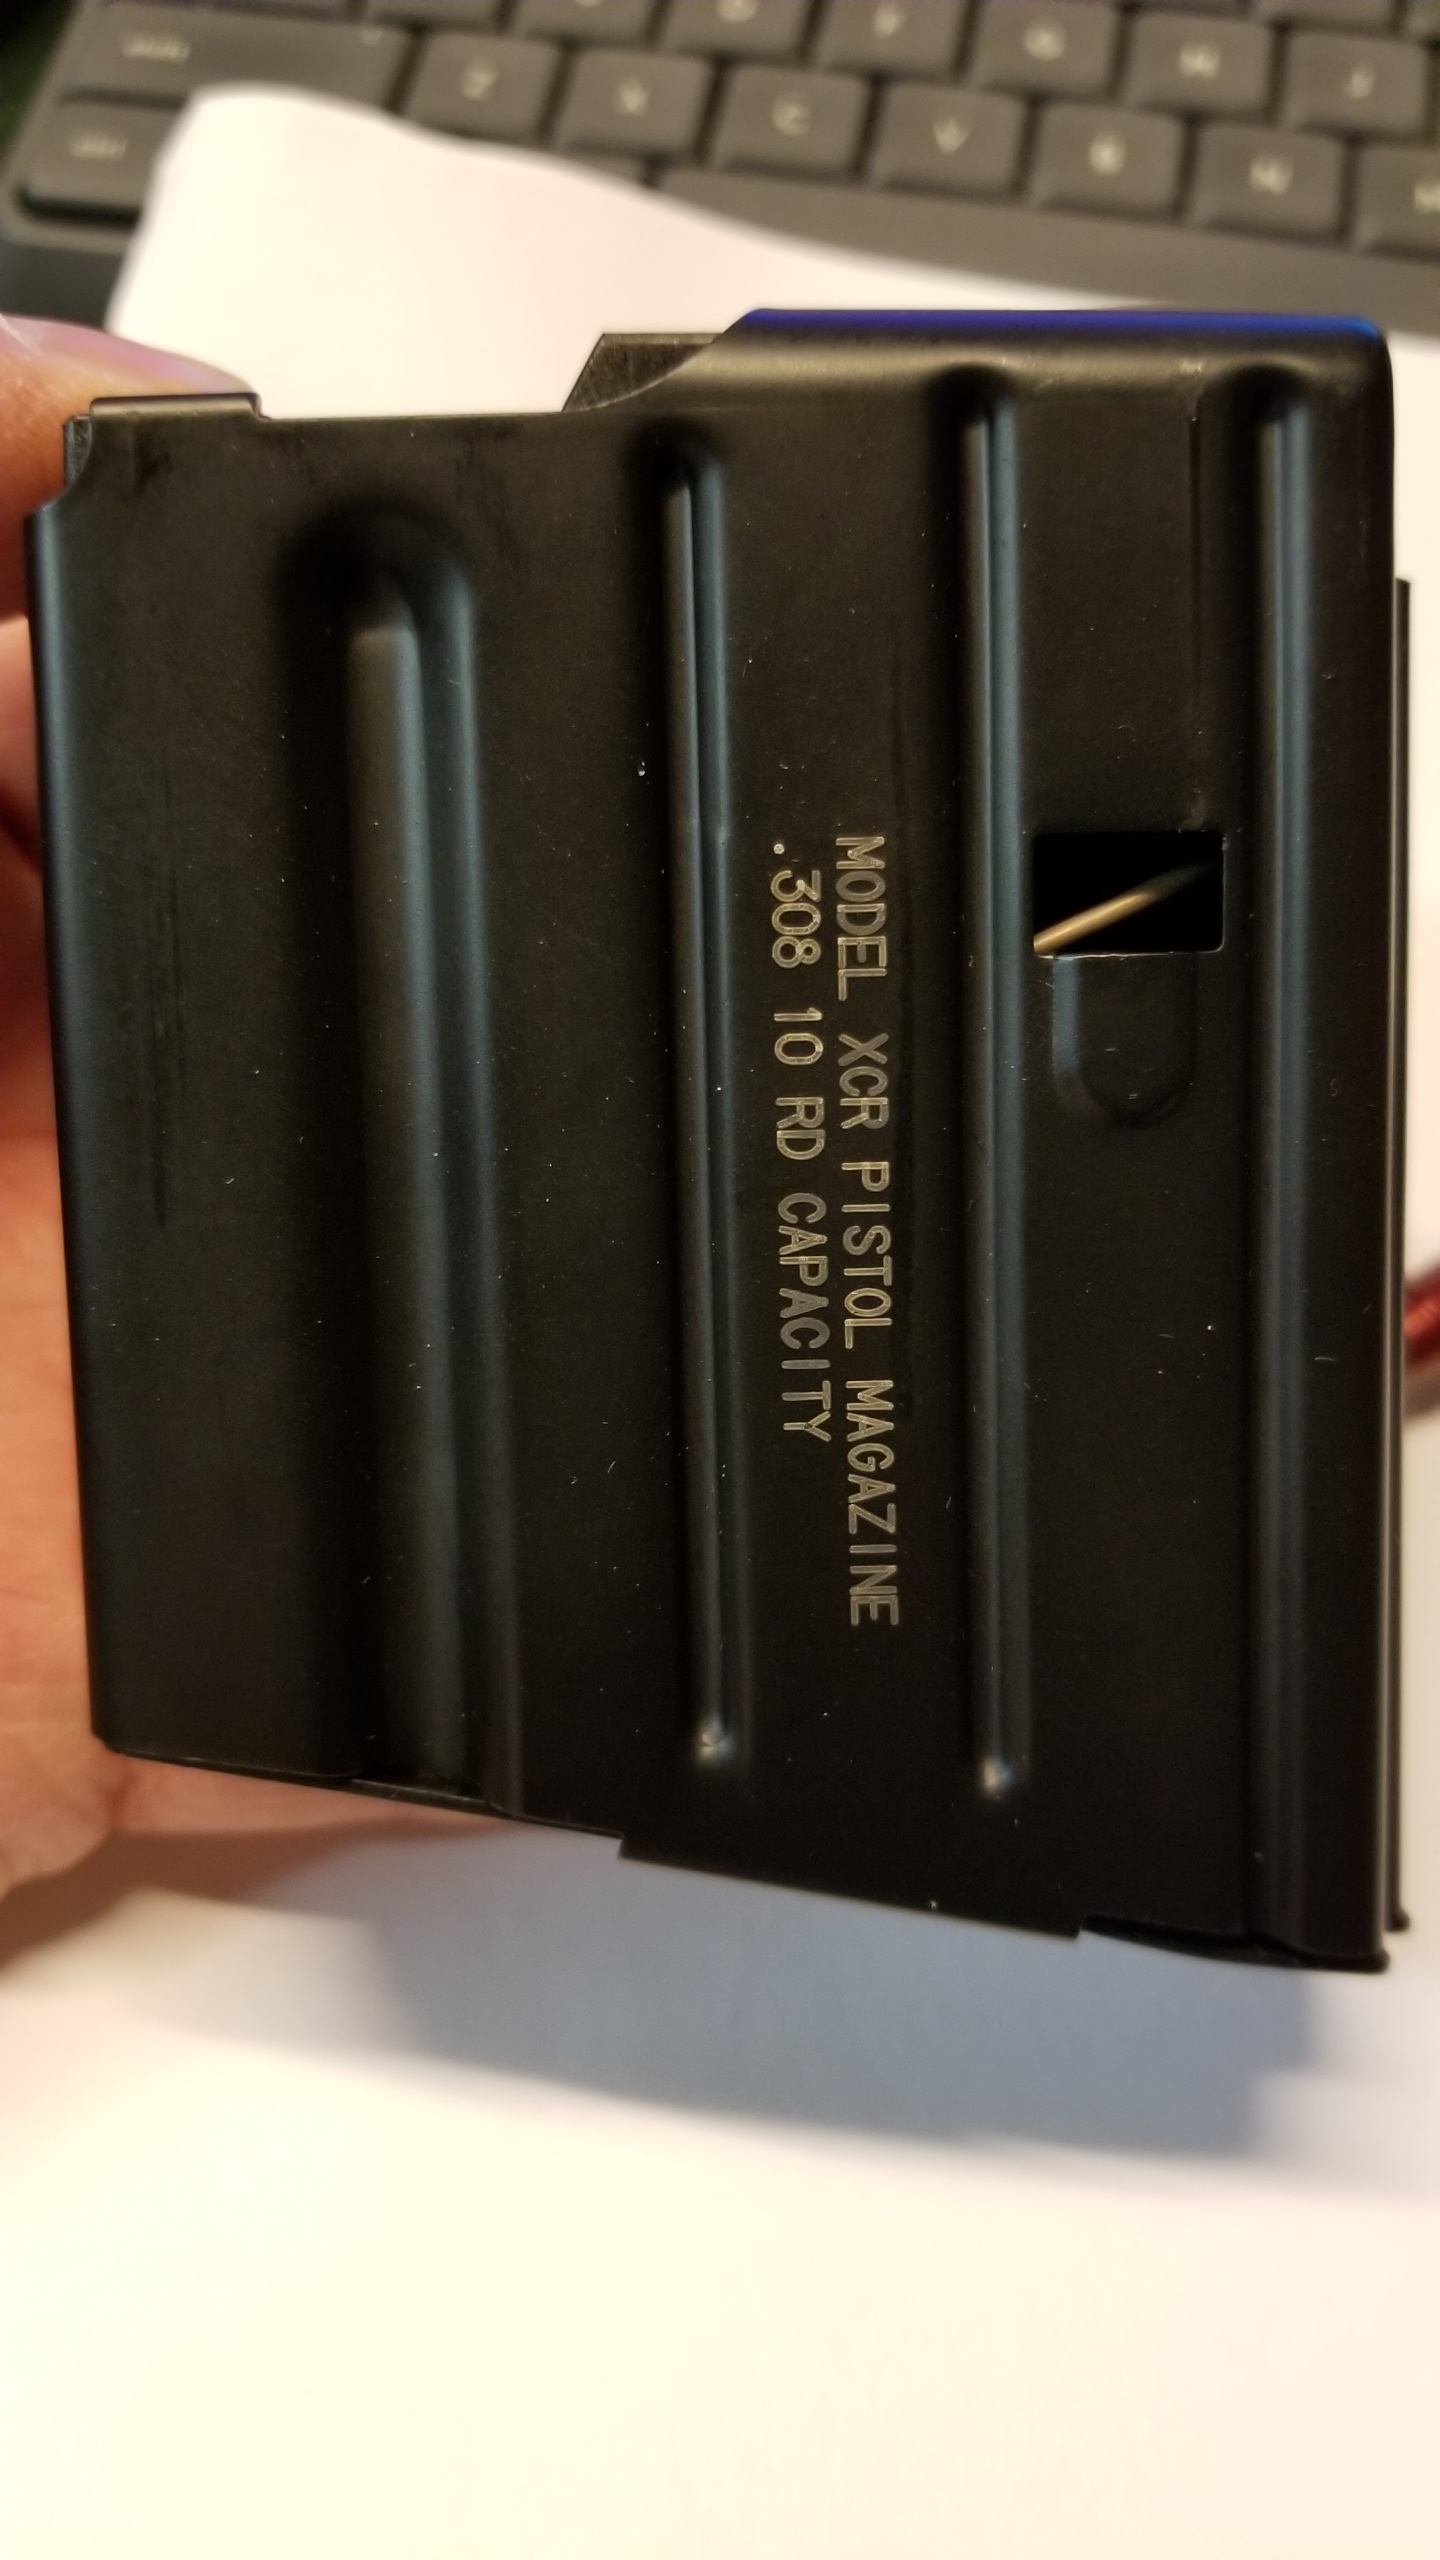 Z X C V B N
MODEL XCR PISTOL MAGAZINE
.308 10 RD CAPACITY